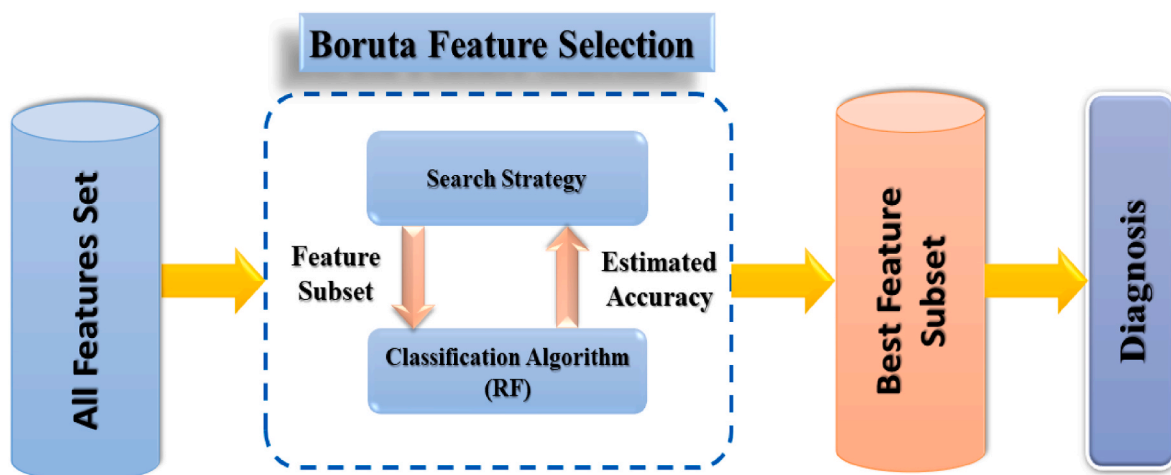 Boruta Feature Selection
All Features Set
Search Strategy
Feature
Subset
Estimated
Accuracy
Classification Algorithm
(RF)
Best Feature
Subset
Diagnosis